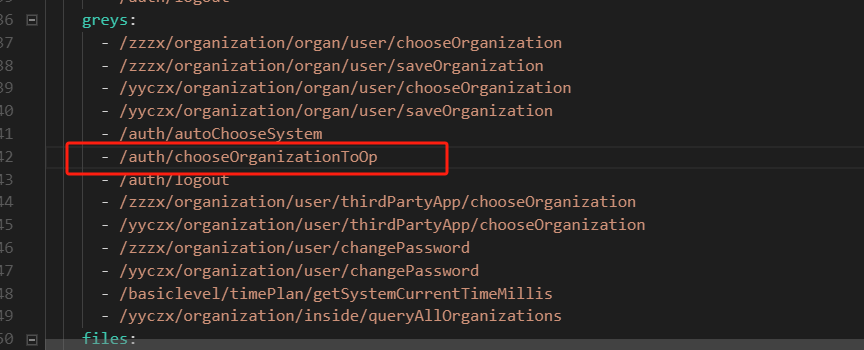 /auth/logout
36 greys:
37 - /zzzx/organization/organ/user/chooseOrganization
38 - /zzzx/organization/organ/user/saveOrganization
39 - /yyczx/organization/organ/user/chooseOrganization
40 - /yyczx/organization/organ/user/saveOrganization
41 - /auth/autoChooseSystem
42 - /auth/chooseOrganizationToOp
43 - /auth/logout
44 - /zzzx/organization/user/thirdPartyApp/chooseOrganization
45 - /yyczx/organization/user/thirdPartyApp/chooseOrganization
46 - /zzzx/organization/user/changePassword
47 - /yyczx/organization/user/changePassword
48 - /basiclevel/timePlan/getSystemCurrentTimeMillis
49 - /yyczx/organization/inside/queryAllOrganizations
50 files: